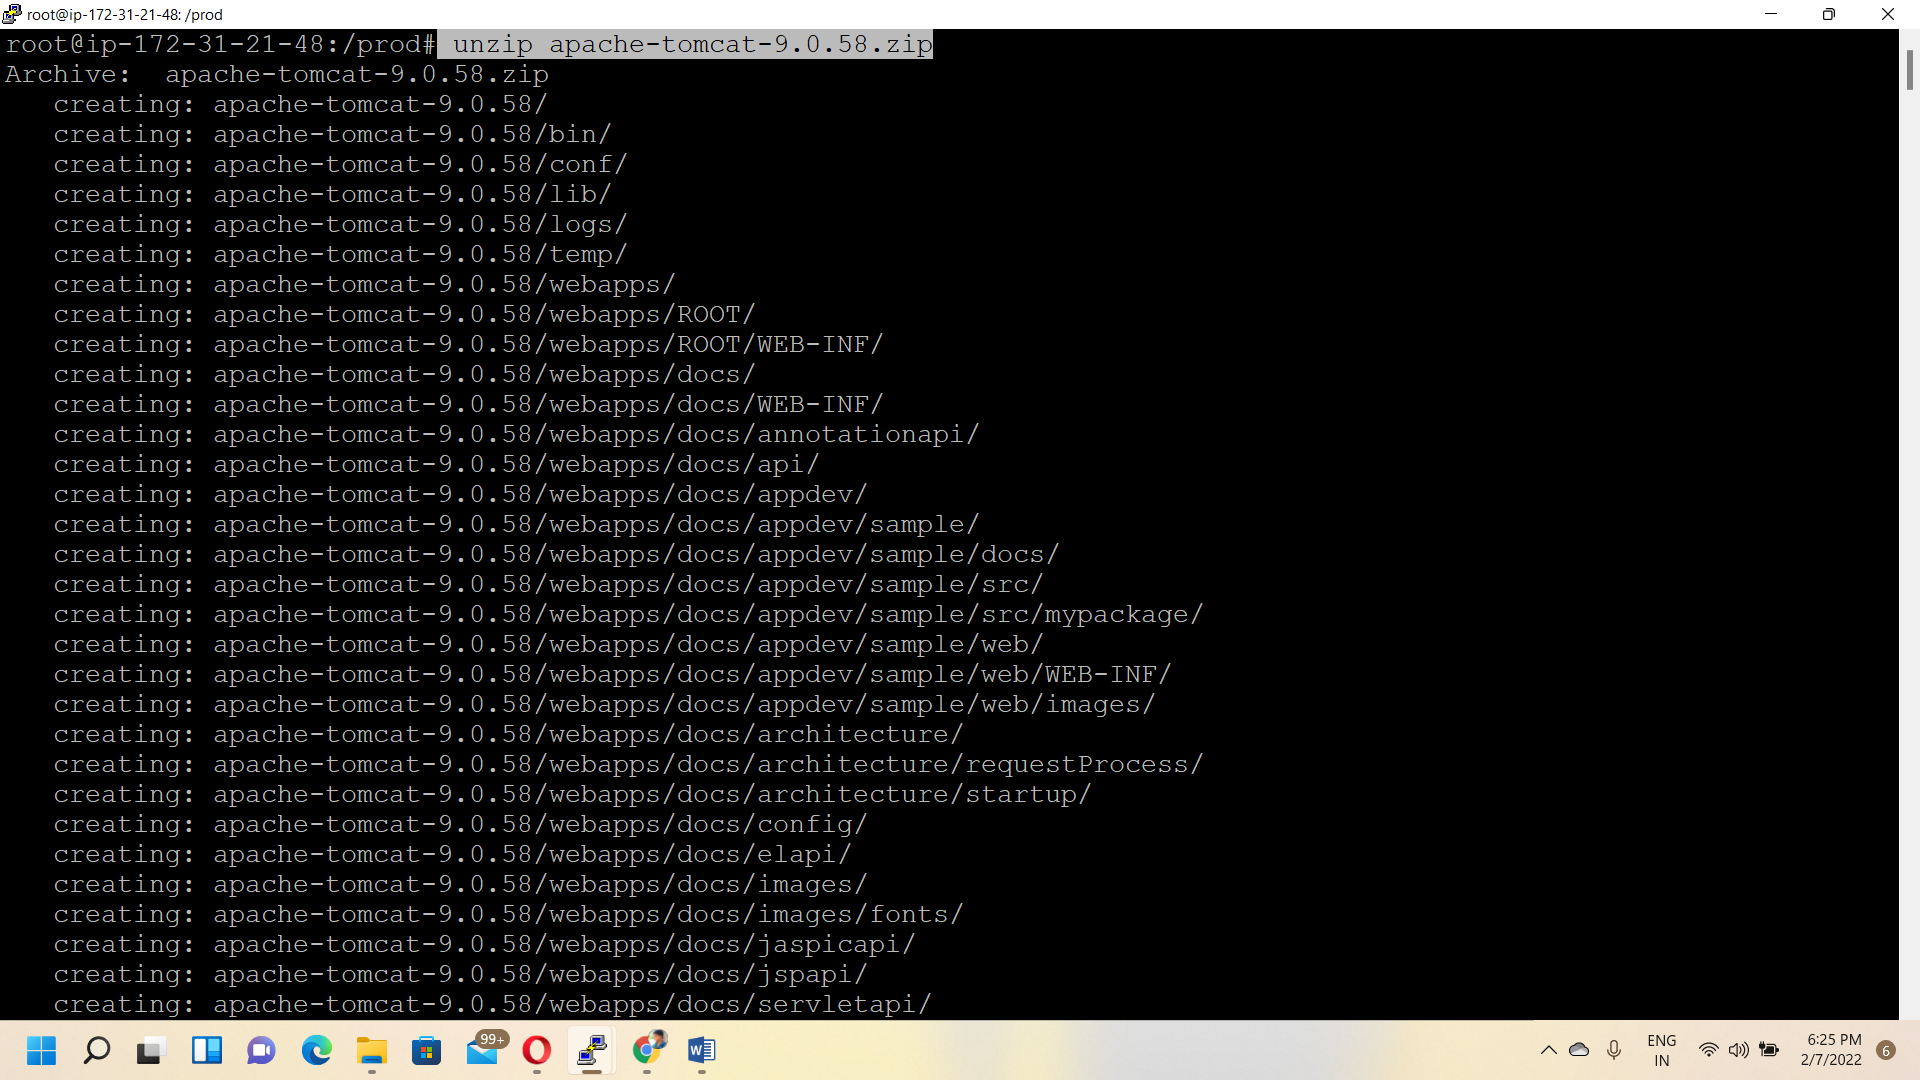 root@ip-172-31-21-48: /prod
root@ip-172-31-21-48:/prod# unzip apache-tomcat-9.0.58.zip
Archive:  apache-tomcat-9.0.58.zip
   creating: apache-tomcat-9.0.58/
   creating: apache-tomcat-9.0.58/bin/
   creating: apache-tomcat-9.0.58/conf/
   creating: apache-tomcat-9.0.58/lib/
   creating: apache-tomcat-9.0.58/logs/
   creating: apache-tomcat-9.0.58/temp/
   creating: apache-tomcat-9.0.58/webapps/
   creating: apache-tomcat-9.0.58/webapps/ROOT/
   creating: apache-tomcat-9.0.58/webapps/ROOT/WEB-INF/
   creating: apache-tomcat-9.0.58/webapps/docs/
   creating: apache-tomcat-9.0.58/webapps/docs/WEB-INF/
   creating: apache-tomcat-9.0.58/webapps/docs/annotationapi/
   creating: apache-tomcat-9.0.58/webapps/docs/api/
   creating: apache-tomcat-9.0.58/webapps/docs/appdev/
   creating: apache-tomcat-9.0.58/webapps/docs/appdev/sample/
   creating: apache-tomcat-9.0.58/webapps/docs/appdev/sample/docs/
   creating: apache-tomcat-9.0.58/webapps/docs/appdev/sample/src/
   creating: apache-tomcat-9.0.58/webapps/docs/appdev/sample/src/mypackage/
   creating: apache-tomcat-9.0.58/webapps/docs/appdev/sample/web/
   creating: apache-tomcat-9.0.58/webapps/docs/appdev/sample/web/WEB-INF/
   creating: apache-tomcat-9.0.58/webapps/docs/appdev/sample/web/images/
   creating: apache-tomcat-9.0.58/webapps/docs/architecture/
   creating: apache-tomcat-9.0.58/webapps/docs/architecture/requestProcess/
   creating: apache-tomcat-9.0.58/webapps/docs/architecture/startup/
   creating: apache-tomcat-9.0.58/webapps/docs/config/
   creating: apache-tomcat-9.0.58/webapps/docs/elapi/
   creating: apache-tomcat-9.0.58/webapps/docs/images/
   creating: apache-tomcat-9.0.58/webapps/docs/images/fonts/
   creating: apache-tomcat-9.0.58/webapps/docs/jaspicapi/
   creating: apache-tomcat-9.0.58/webapps/docs/jspapi/
   creating: apache-tomcat-9.0.58/webapps/docs/servletapi/
99+
W
ENG
IN
6:25 PM
2/7/2022
6